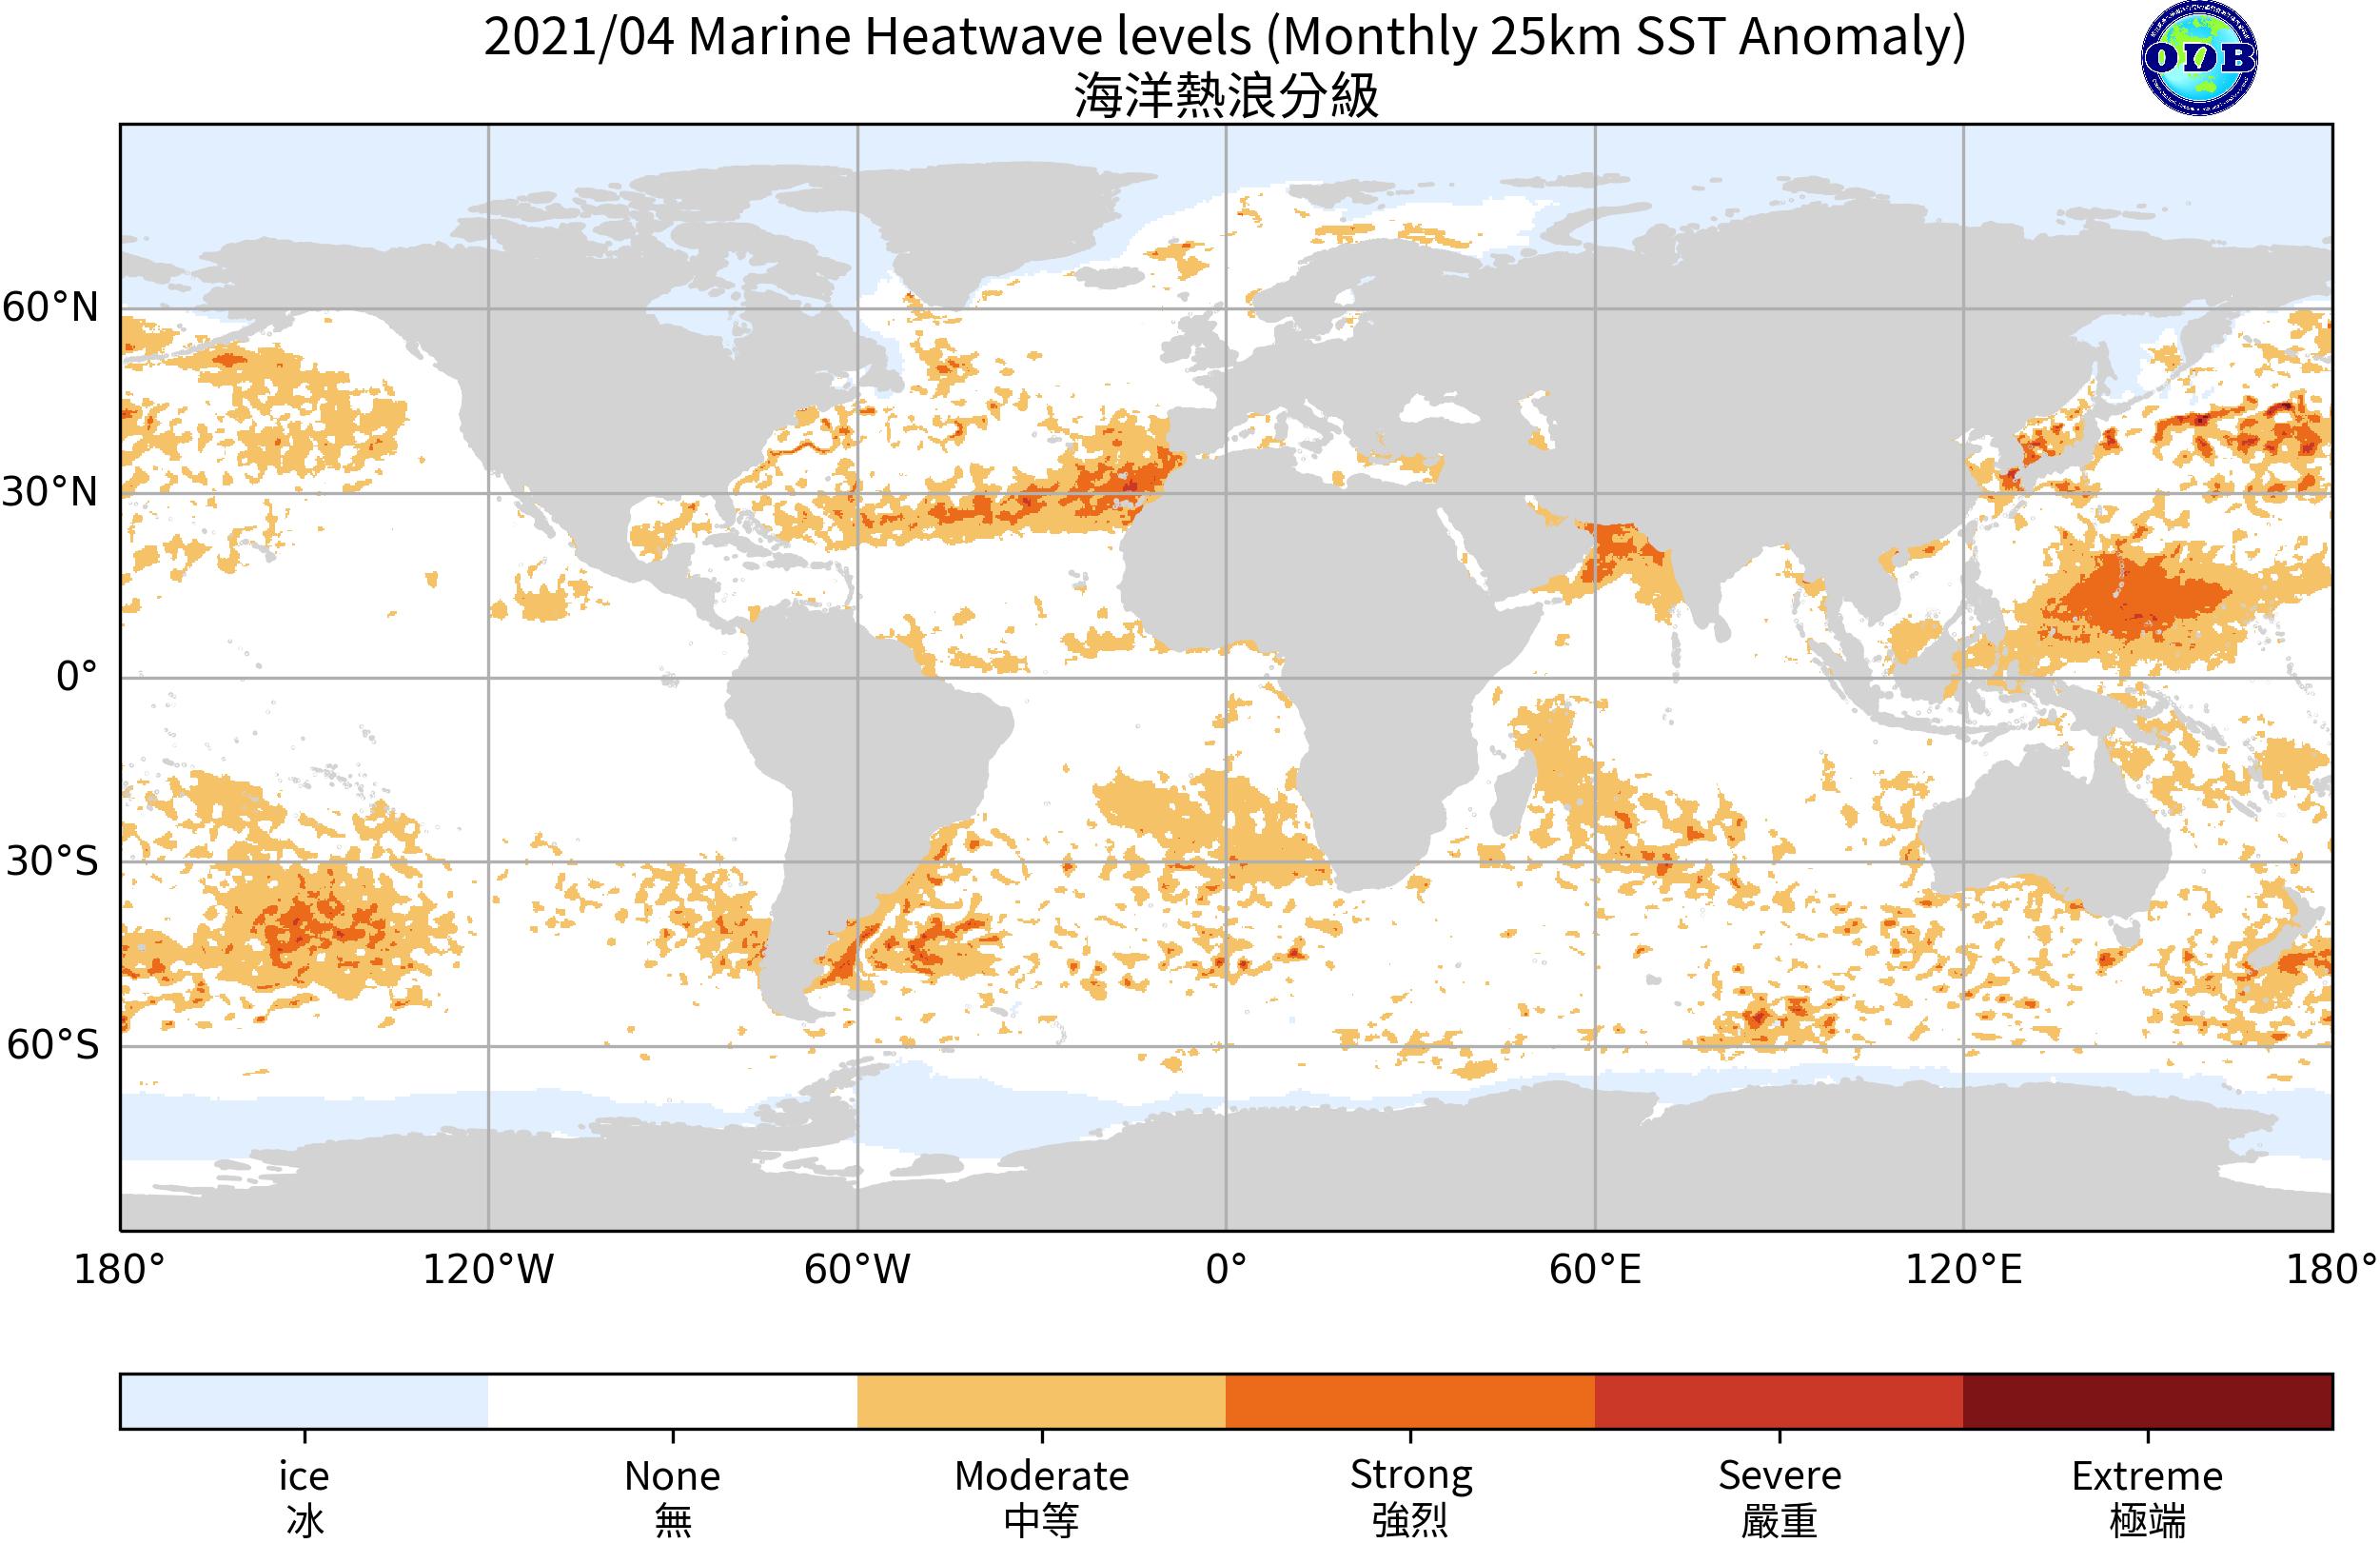 2021/04 Marine Heatwave levels (Monthly 25km SST Anomaly)
海洋熱浪分級
ODB
60°N
30°N
0°
30°S
60°S
180° 120°W 60°W 0° 60°E 120°E 180°
ice None Moderate Strong Severe Extreme
冰 無 中等 強烈 嚴重 極端